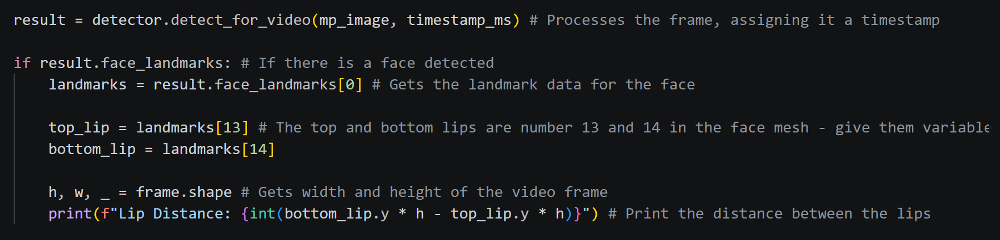 result = detector.detect_for_video(mp_image, timestamp_ms) # Processes the frame, assigning it a timestamp
if result.face_landmarks: # If there is a face detected
landmarks = result.face_landmarks[0] # Gets the landmark data for the face
top_lip = landmarks[13] # The top and bottom lips are number 13 and 14 in the face mesh - give them variable
bottom_lip = landmarks[14]
h, w, _ = frame.shape # Gets width and height of the video frame
print(f"Lip Distance: {int(bottom_lip.y * h - top_lip.y * h)}") # Print the distance between the lips